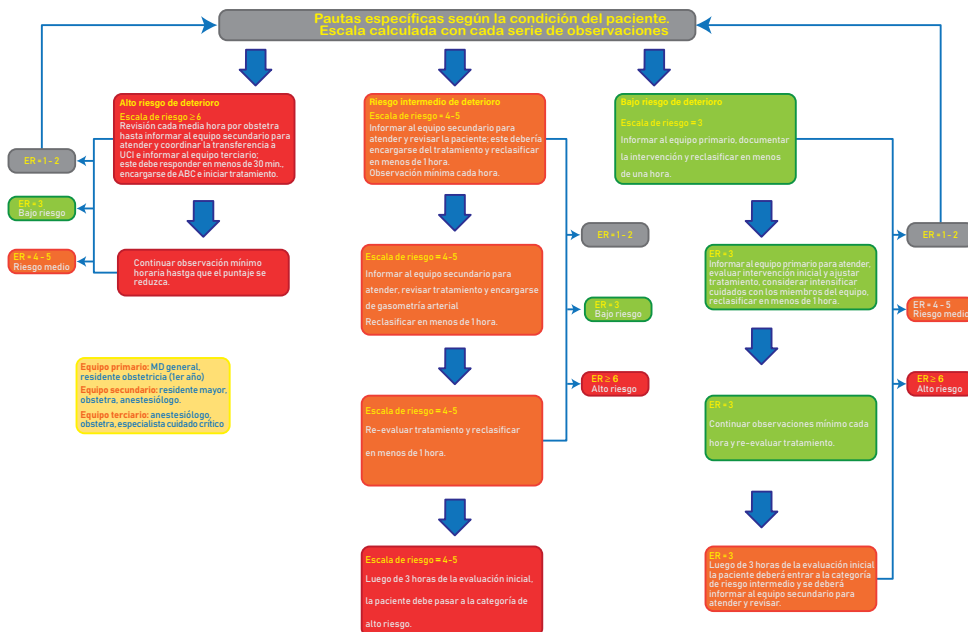 Pautas específicas según la condición del paciente.
Escala calculada con cada serie de observaciones
Alto riesgo de deterioro
Escala de riesgo ≥ 6
Revisión cada media hora por obstetra
hasta informar al equipo secundario para
atender y coordinar la transferencia a
UCI e informar al equipo terciario;
este debe responder en menos de 30 min.,
encargarse de ABC e iniciar tratamiento.
Continuar observación mínimo
horaria hastga que el puntaje se
reduzca.
ER = 1 - 2
ER = 3
Bajo riesgo
ER = 4 - 5
Riesgo medio
Equipo primario: MD general,
residente obstetricia (1er año)
Equipo secundario: residente mayor,
obstetra, anestesiólogo.
Equipo terciario: anestesiólogo,
obstetra, especialista cuidado crítico
Riesgo intermedio de deterioro
Escala de riesgo = 4-5
Informar al equipo secundario para
atender y revisar la paciente; este debería
encargarse del tratamiento y reclasificar
en menos de 1 hora.
Observación mínima cada hora.
Escala de riesgo = 4-5
Informar al equipo secundario para
atender, revisar tratamiento y encargarse
de gasometría arterial
Reclasificar en menos de 1 hora.
Escala de riesgo = 4-5
Re-evaluar tratamiento y reclasificar
en menos de 1 hora.
Escala de riesgo = 4-5
Luego de 3 horas de la evaluación inicial,
la paciente debe pasar a la categoría de
alto riesgo.
ER = 1 - 2
ER = 3
Bajo riesgo
ER ≥ 6
Alto riesgo
Bajo riesgo de deterioro
Escala de riesgo = 3
Informar al equipo primario, documentar
la intervención y reclasificar en menos
de una hora.
ER = 3
Informar al equipo primario para atender,
evaluar intervención inicial y ajustar
tratamiento, considerar intensificar
cuidados con los miembros del equipo,
reclasificar en menos de 1 hora.
ER = 3
Continuar observaciones mínimo cada
hora y re-evaluar tratamiento.
ER = 3
Luego de 3 horas de la evaluación inicial
la paciente deberá entrar a la categoría
de riesgo intermedio y se deberá
informar al equipo secundario para
atender y revisar.
ER = 1 - 2
ER = 4 - 5
Riesgo medio
ER ≥ 6
Alto riesgo